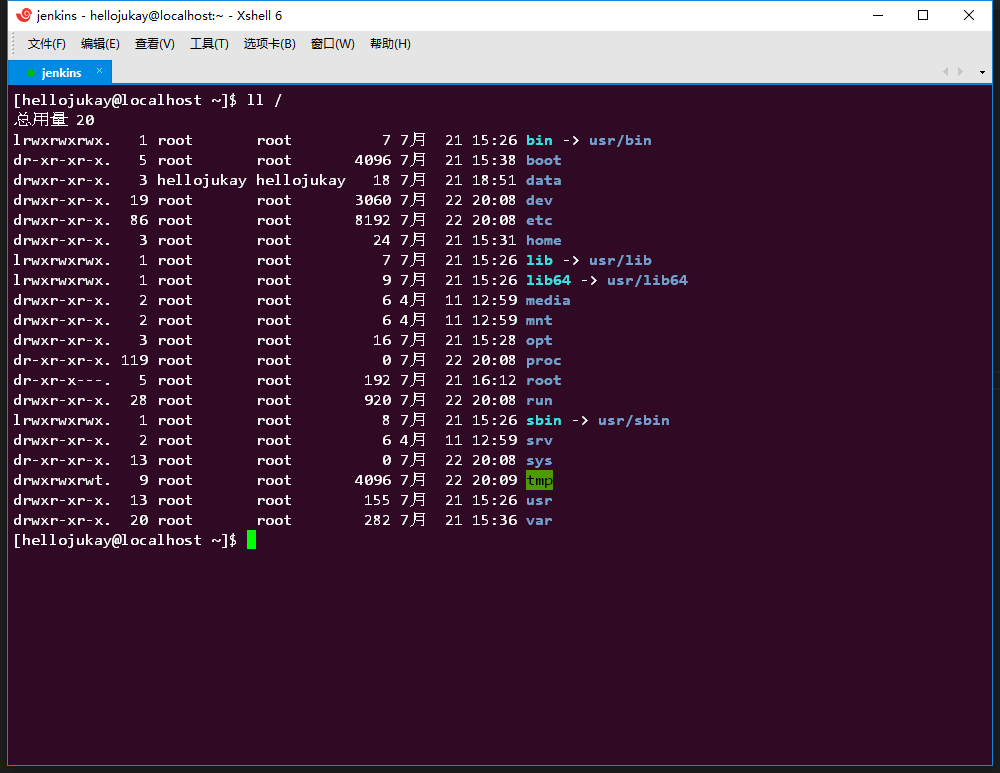 jenkins - hellojukay@localhost:~ - Xshell 6
文件(F) 编辑(E) 查看(V) 工具(T) 选项卡(B) 窗口(W) 帮助(H)
jenkins
[hellojukay@localhost ~]$ ll /
总用量 20
lrwxrwxrwx.   1 root       root          7 7月  21 15:26 bin -> usr/bin
dr-xr-xr-x.   5 root       root       4096 7月  21 15:38 boot
drwxr-xr-x.   3 hellojukay hellojukay   18 7月  21 18:51 data
drwxr-xr-x.  19 root       root       3060 7月  22 20:08 dev
drwxr-xr-x.  86 root       root       8192 7月  22 20:08 etc
drwxr-xr-x.   3 root       root         24 7月  21 15:31 home
lrwxrwxrwx.   1 root       root          7 7月  21 15:26 lib -> usr/lib
lrwxrwxrwx.   1 root       root          9 7月  21 15:26 lib64 -> usr/lib64
drwxr-xr-x.   2 root       root          6 4月  11 12:59 media
drwxr-xr-x.   2 root       root          6 4月  11 12:59 mnt
drwxr-xr-x.   3 root       root         16 7月  21 15:28 opt
dr-xr-xr-x. 119 root       root          0 7月  22 20:08 proc
dr-xr-x---.   5 root       root        192 7月  21 16:12 root
drwxr-xr-x.  28 root       root        920 7月  22 20:08 run
lrwxrwxrwx.   1 root       root          8 7月  21 15:26 sbin -> usr/sbin
drwxr-xr-x.   2 root       root          6 4月  11 12:59 srv
dr-xr-xr-x.  13 root       root          0 7月  22 20:08 sys
drwxrwxrwt.   9 root       root       4096 7月  22 20:09 tmp
drwxr-xr-x.  13 root       root        155 7月  21 15:26 usr
drwxr-xr-x.  20 root       root        282 7月  21 15:36 var
[hellojukay@localhost ~]$